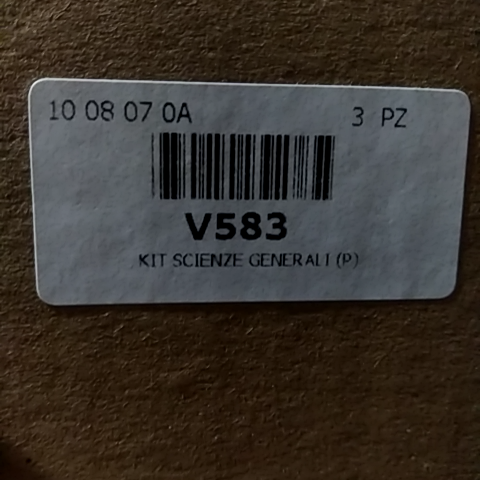 10 08 07 0A 3 PZ
V583
KIT SCIENZE GENERALI (P)